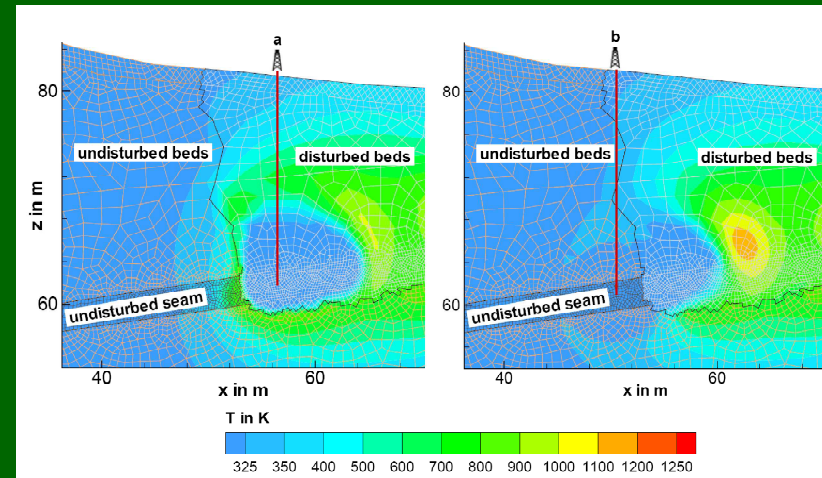 a
80
undisturbed beds
disturbed beds
z in m
60
undisturbed seam
40
60
x in m
b
80
undisturbed beds
disturbed beds
60
undisturbed seam
40
60
x in m
T in K
325 350 400 500 600 700 800 900 1000 1100 1200 1250